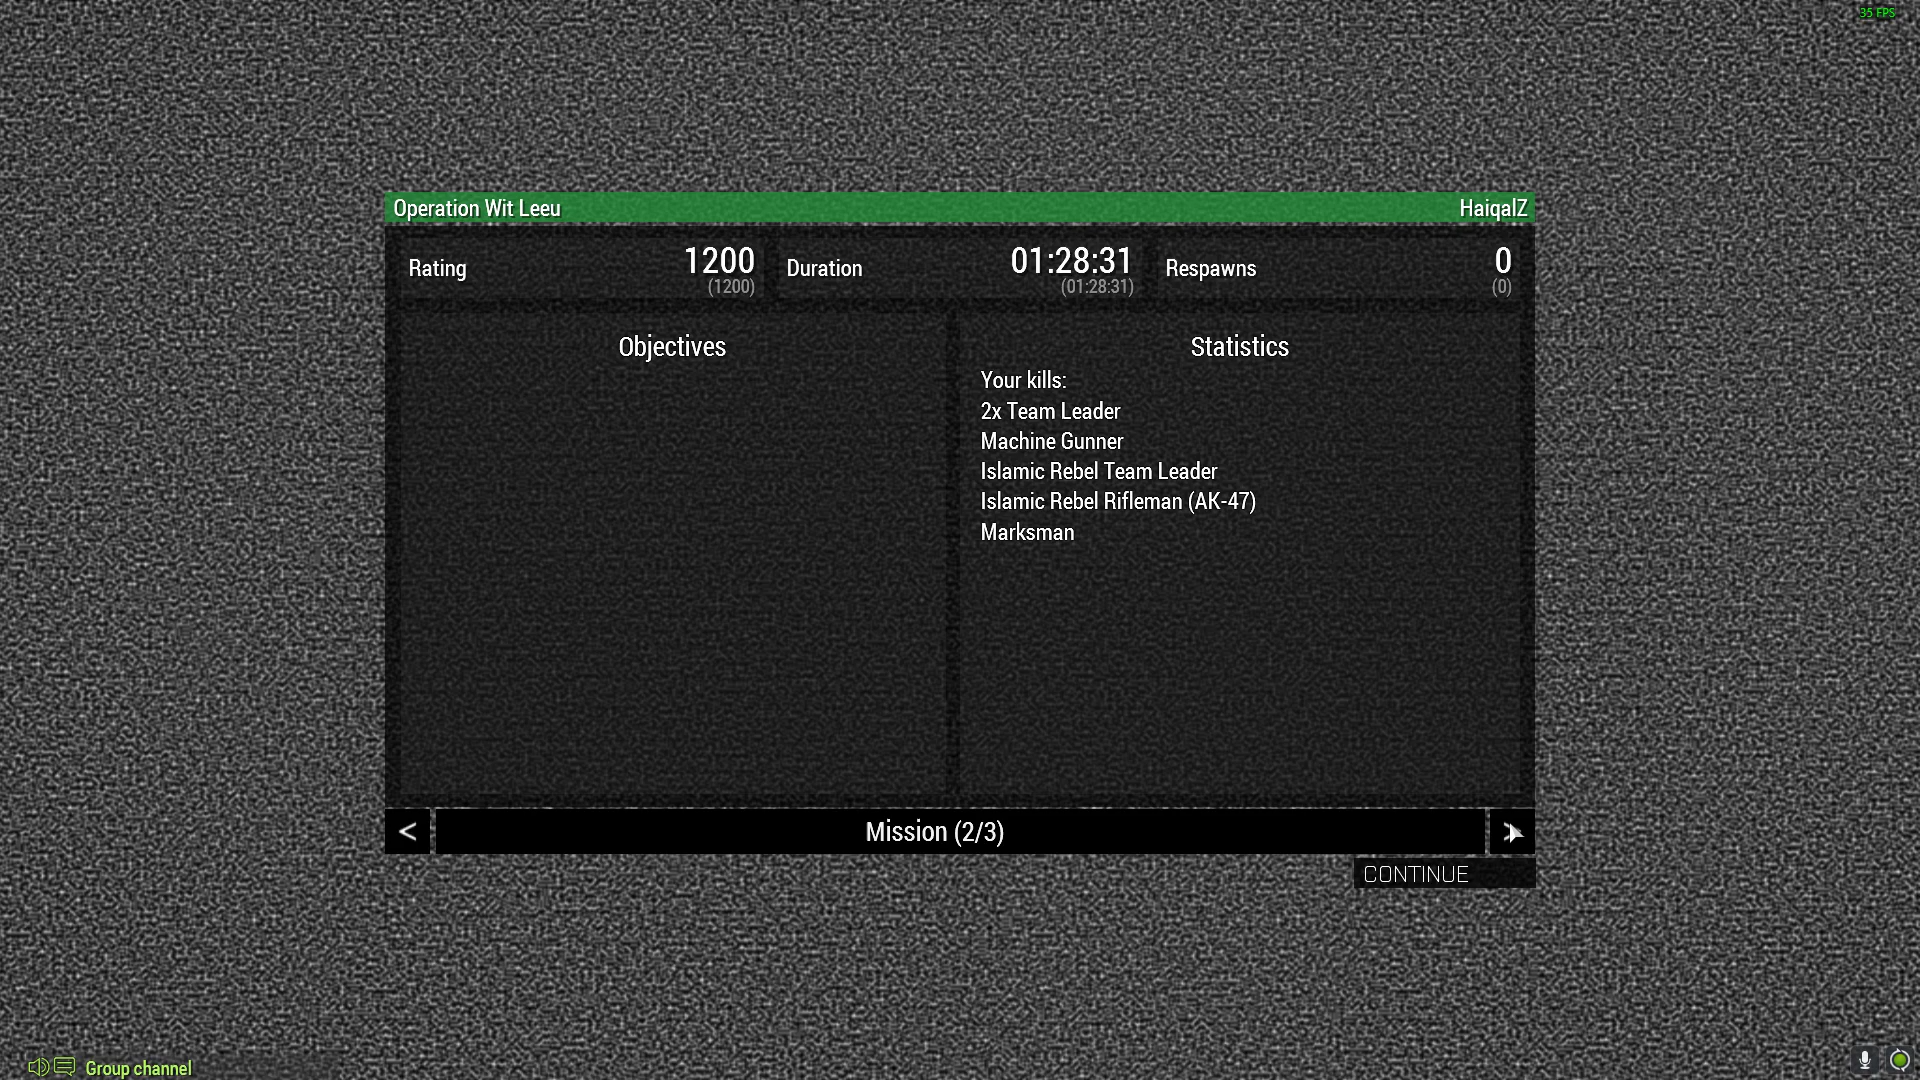 35 FPS
Operation Wit Leeu HaiqalZ
Rating 1200 Duration 01:28:31 Respawns 0
(1200) (01:28:31) (0)
Objectives Statistics
Your kills:
2x Team Leader
Machine Gunner
Islamic Rebel Team Leader
Islamic Rebel Rifleman (AK-47)
Marksman
< Mission (2/3) >
CONTINUE
Group channel